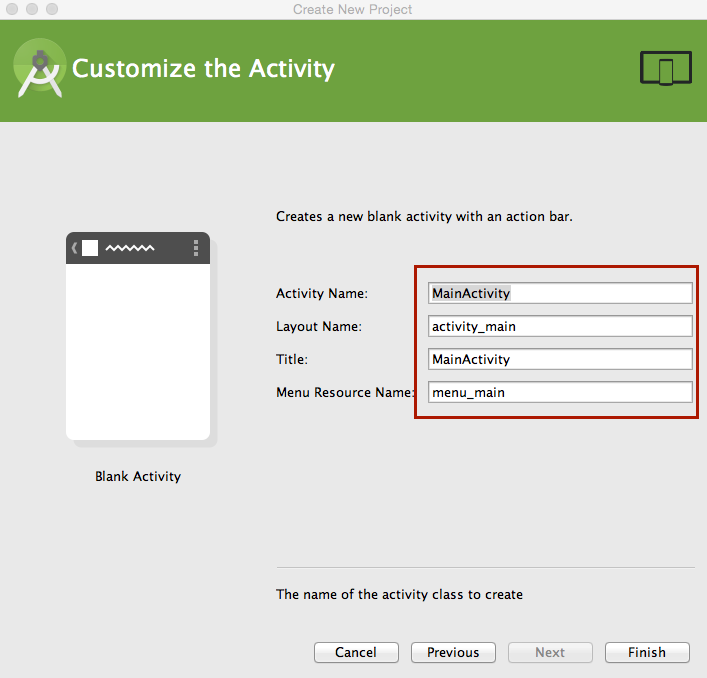 Create New Project
Customize the Activity
Creates a new blank activity with an action bar.
Activity Name: MainActivity
Layout Name: activity_main
Title: MainActivity
Menu Resource Name: menu_main
Blank Activity
The name of the activity class to create
Cancel Previous Next Finish